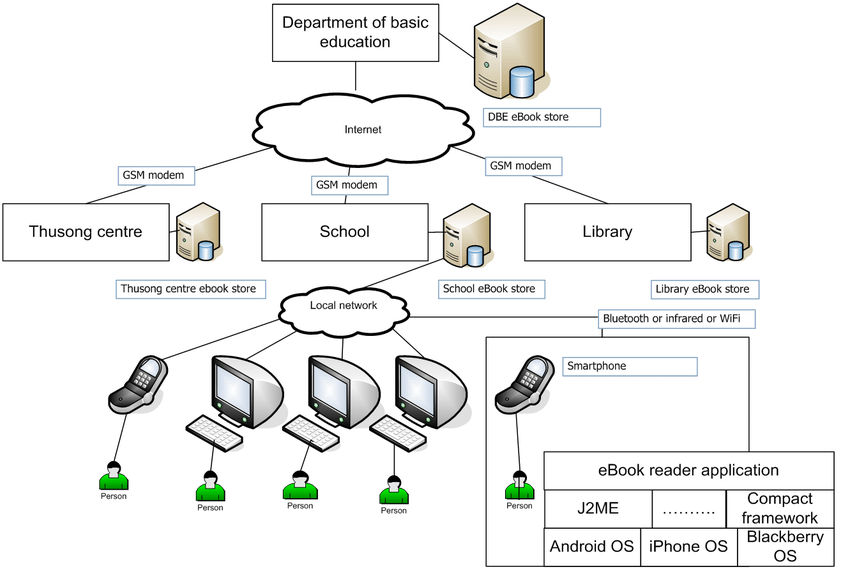 Department of basic
education
DBE eBook store
Internet
GSM modem
GSM modem
GSM modem
Thusong centre
School
Library
Thusong centre ebook store
School eBook store
Library eBook store
Local network
Bluetooth or infrared or WiFi
Smartphone
Person
Person
Person
Person
Person
eBook reader application
J2ME
..........
Compact
framework
Android OS
iPhone OS
Blackberry
OS